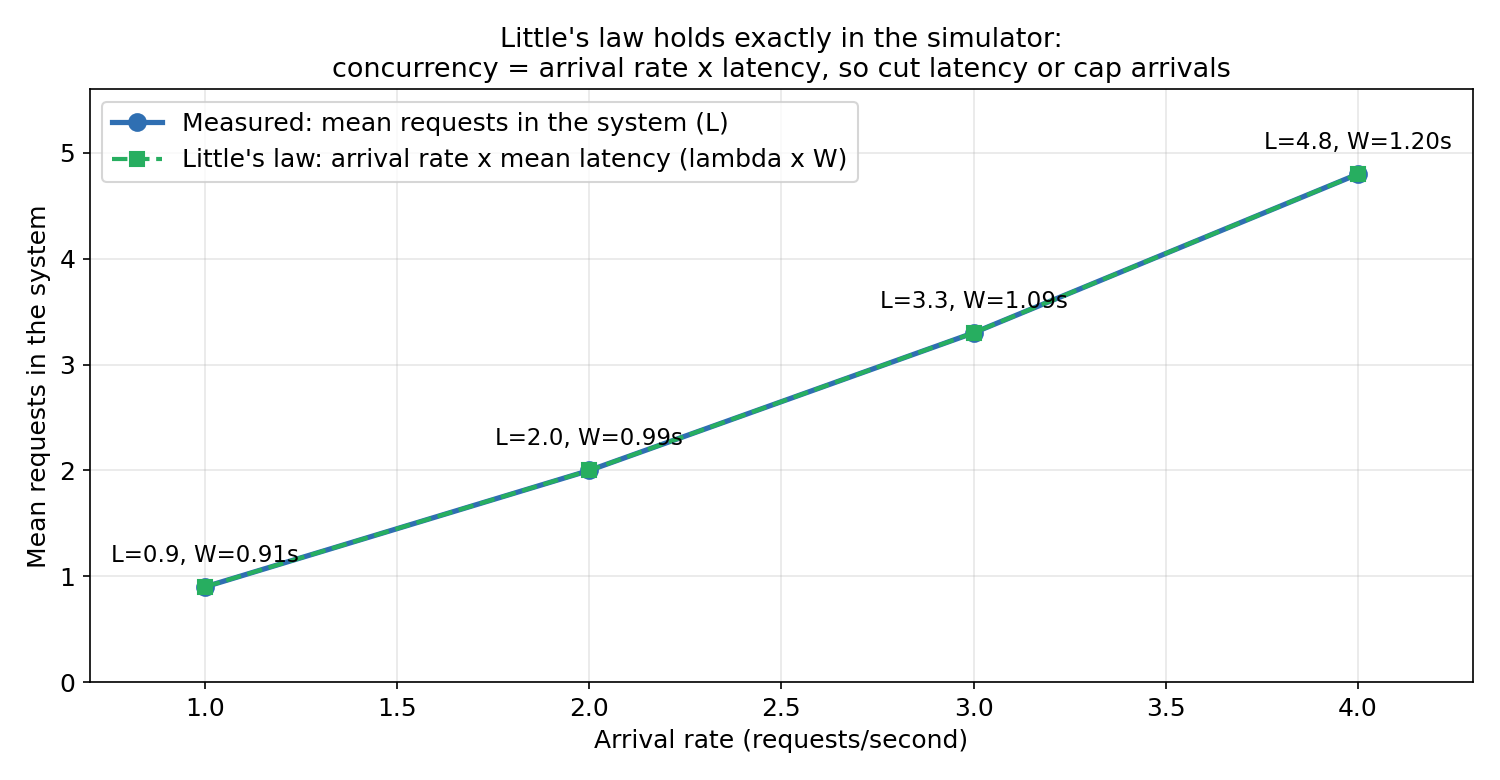 Little's law holds exactly in the simulator:
concurrency = arrival rate x latency, so cut latency or cap arrivals
Measured: mean requests in the system (L)
Little's law: arrival rate x mean latency (lambda x W)
L=4.8, W=1.20s
L=3.3, W=1.09s
L=2.0, W=0.99s
L=0.9, W=0.91s
Mean requests in the system
5
4
3
2
1
0
1.0 1.5 2.0 2.5 3.0 3.5 4.0
Arrival rate (requests/second)